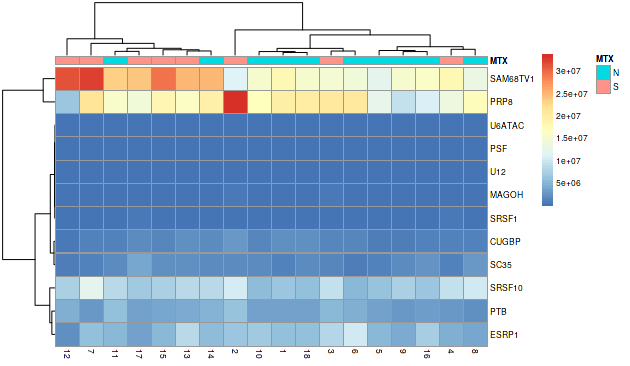 MTX
MTX
N
S
3e+07
2.5e+07
2e+07
1.5e+07
1e+07
5e+06
SAM68TV1
PRP8
U6ATAC
PSF
U12
MAGOH
SRSF1
CUGBP
SC35
SRSF10
PTB
ESRP1
12 7 11 17 15 13 14 2 10 1 18 3 6 5 9 16 4 8